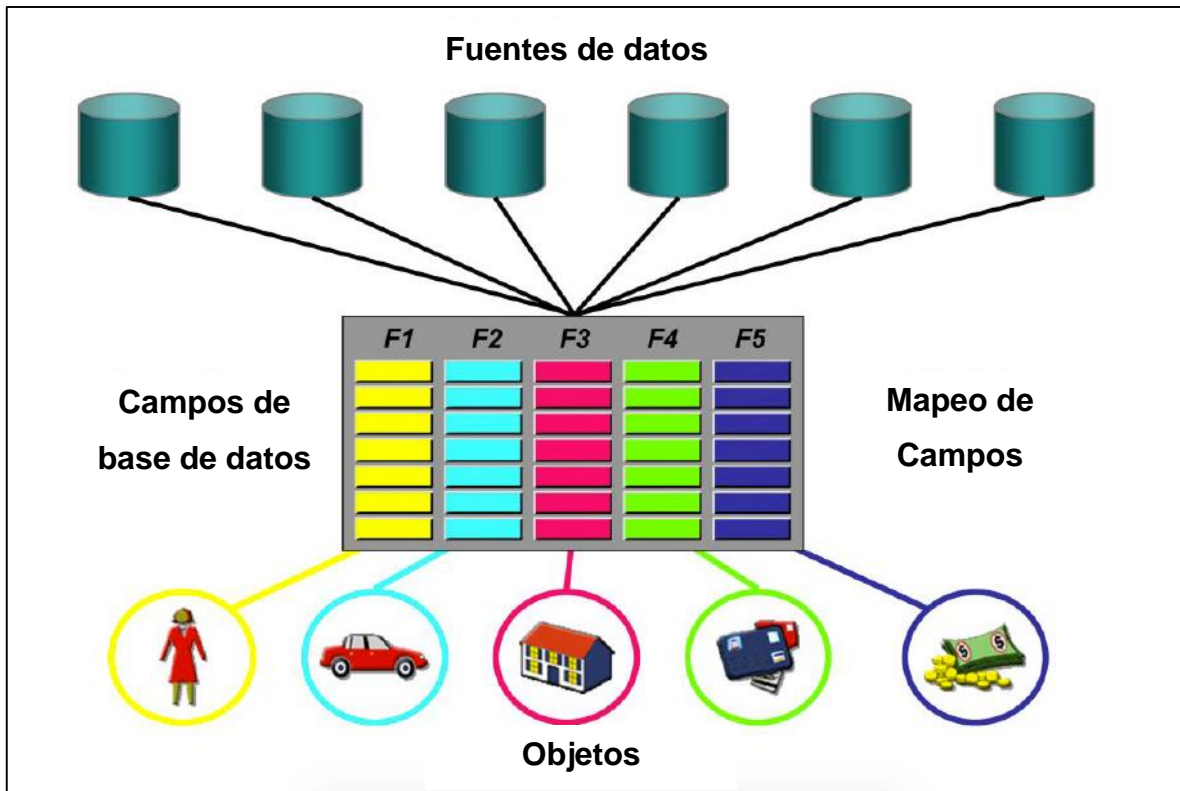 Fuentes de datos
F1 F2 F3 F4 F5
Campos de
base de datos
Mapeo de
Campos
$ $
Objetos